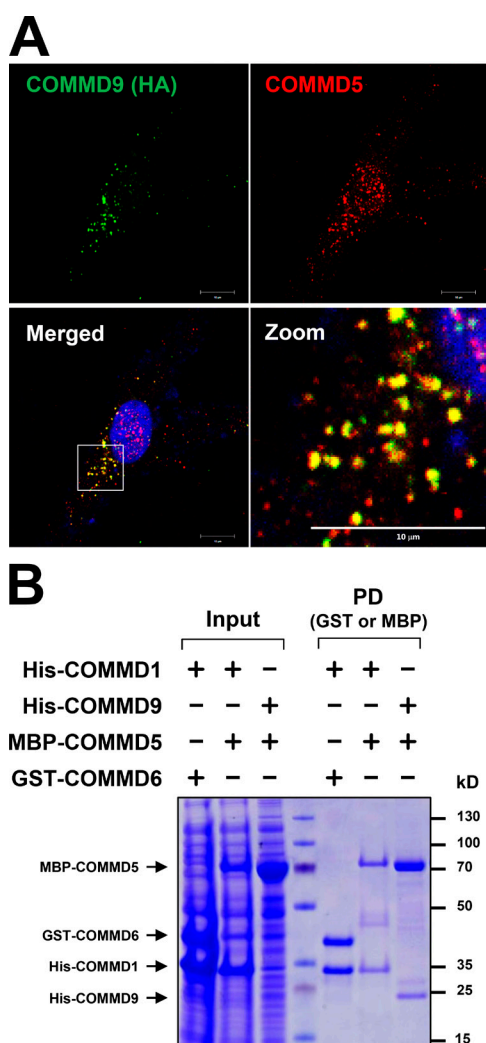 A
COMMD9 (HA)
COMMD5
Merged
Zoom
10 μm
B
Input
PD
(GST or MBP)
His-COMMD1 + + − + + −
His-COMMD9 − − + − − +
MBP-COMMD5 − + + − + +
GST-COMMD6 + − − + − −
kD
130
100
MBP-COMMD5
70
50
GST-COMMD6
His-COMMD1
35
25
His-COMMD9
15